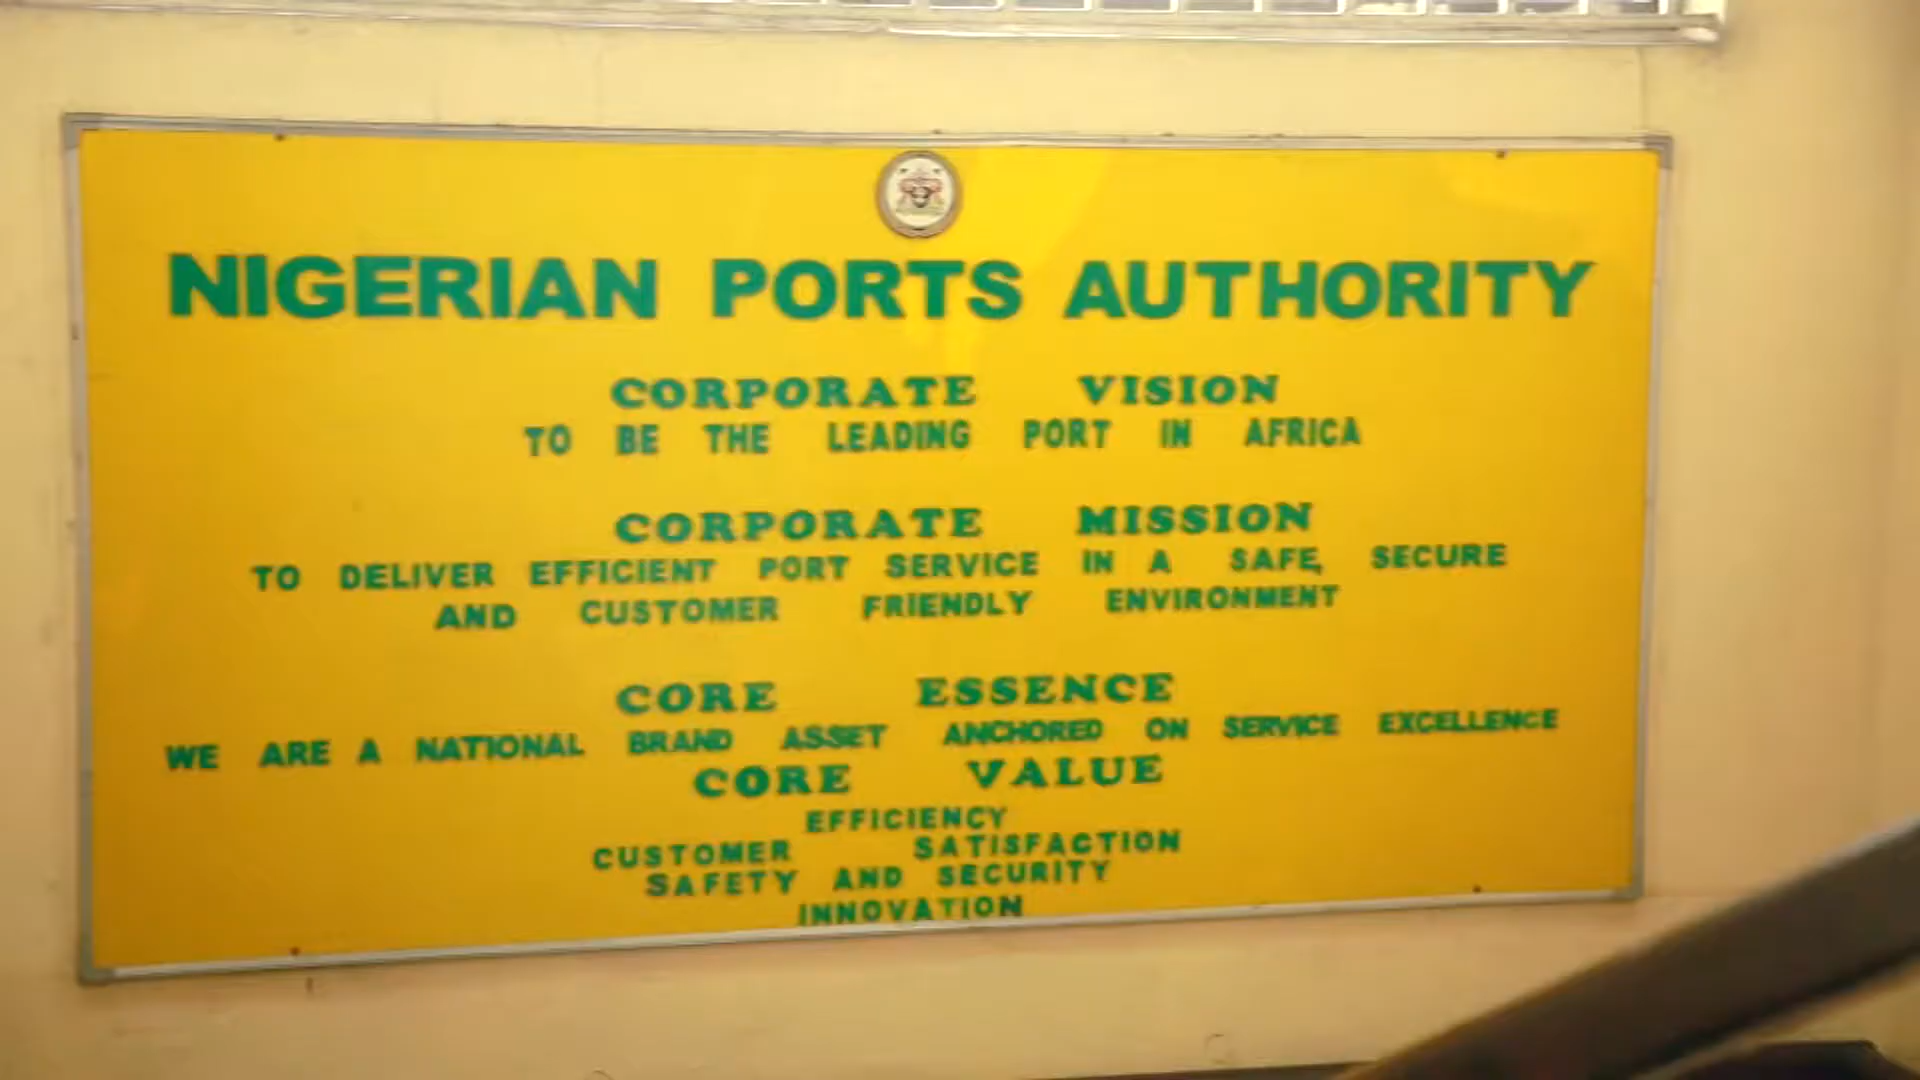 NIGERIAN PORTS AUTHORITY
CORPORATE VISION
TO BE THE LEADING PORT IN AFRICA
CORPORATE MISSION
TO DELIVER EFFICIENT PORT SERVICE IN A SAFE, SECURE
AND CUSTOMER FRIENDLY ENVIRONMENT
CORE ESSENCE
WE ARE A NATIONAL BRAND ASSET ANCHORED ON SERVICE EXCELLENCE
CORE VALUE
EFFICIENCY
CUSTOMER SATISFACTION
SAFETY AND SECURITY
INNOVATION